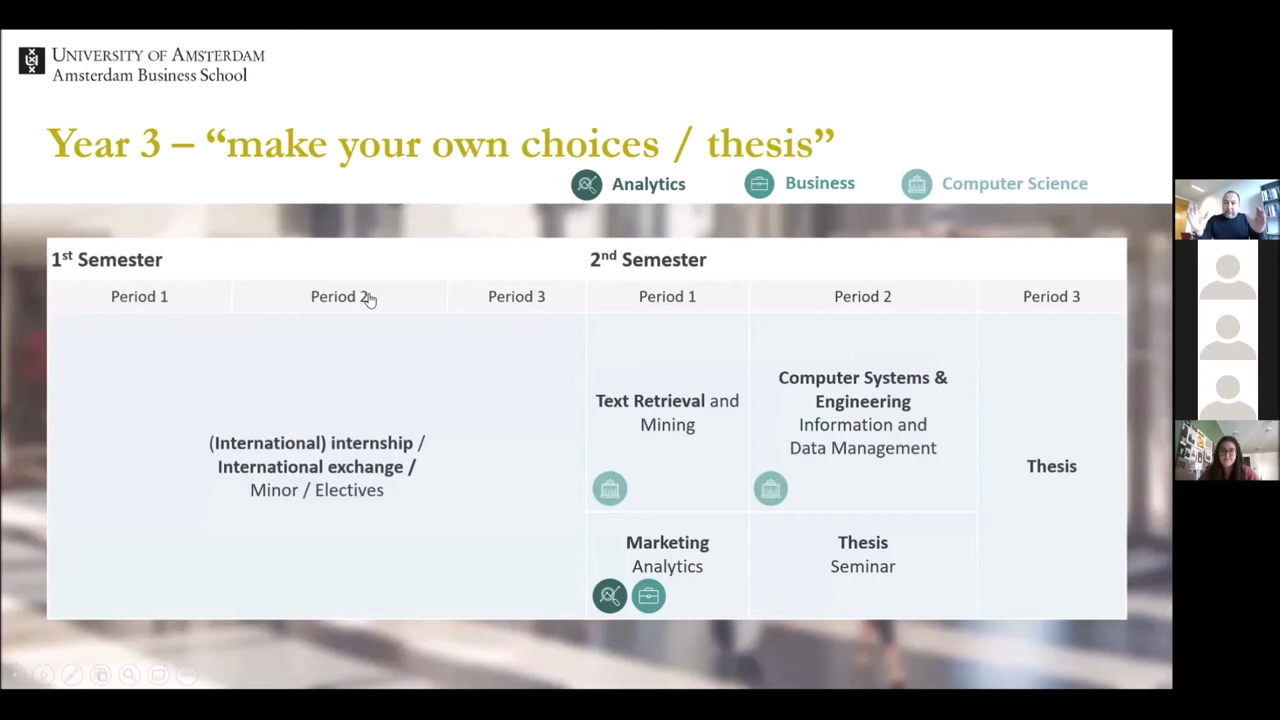 UNIVERSITY OF AMSTERDAM
Amsterdam Business School
Year 3 – “make your own choices / thesis”
Analytics
Business
Computer Science
1st Semester
2nd Semester
Period 1
Period 2
Period 3
Period 1
Period 2
Period 3
(International) internship /
International exchange /
Minor / Electives
Text Retrieval and
Mining
Computer Systems &
Engineering
Information and
Data Management
Thesis
Marketing
Analytics
Thesis
Seminar